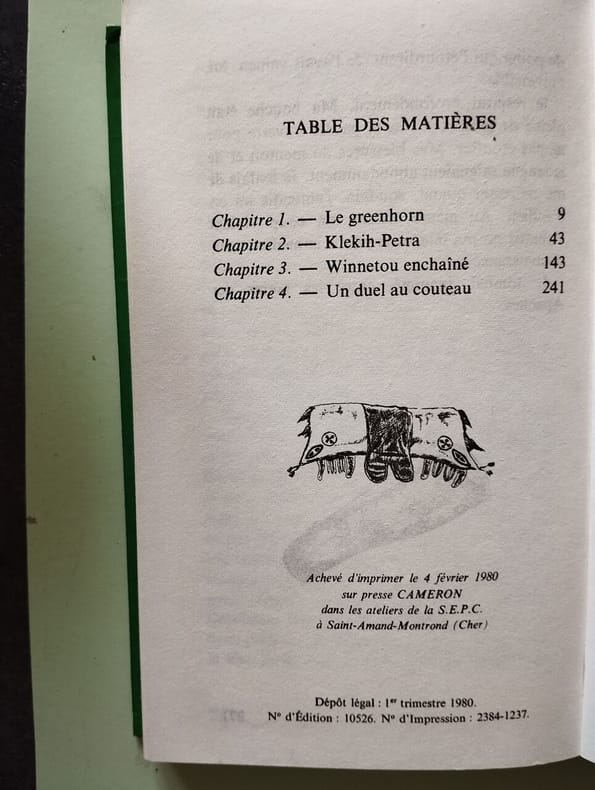 TABLE DES MATIÈRES
Chapitre 1. — Le greenhorn 9
Chapitre 2. — Klekih-Petra 43
Chapitre 3. — Winnetou enchaîné 143
Chapitre 4. — Un duel au couteau 241
Achevé d'imprimer le 4 février 1980
sur presse CAMERON
dans les ateliers de la S.E.P.C.
à Saint-Amand-Montrond (Cher)
Dépôt légal : 1er trimestre 1980.
N° d'Édition : 10526. N° d'Impression : 2384-1237.